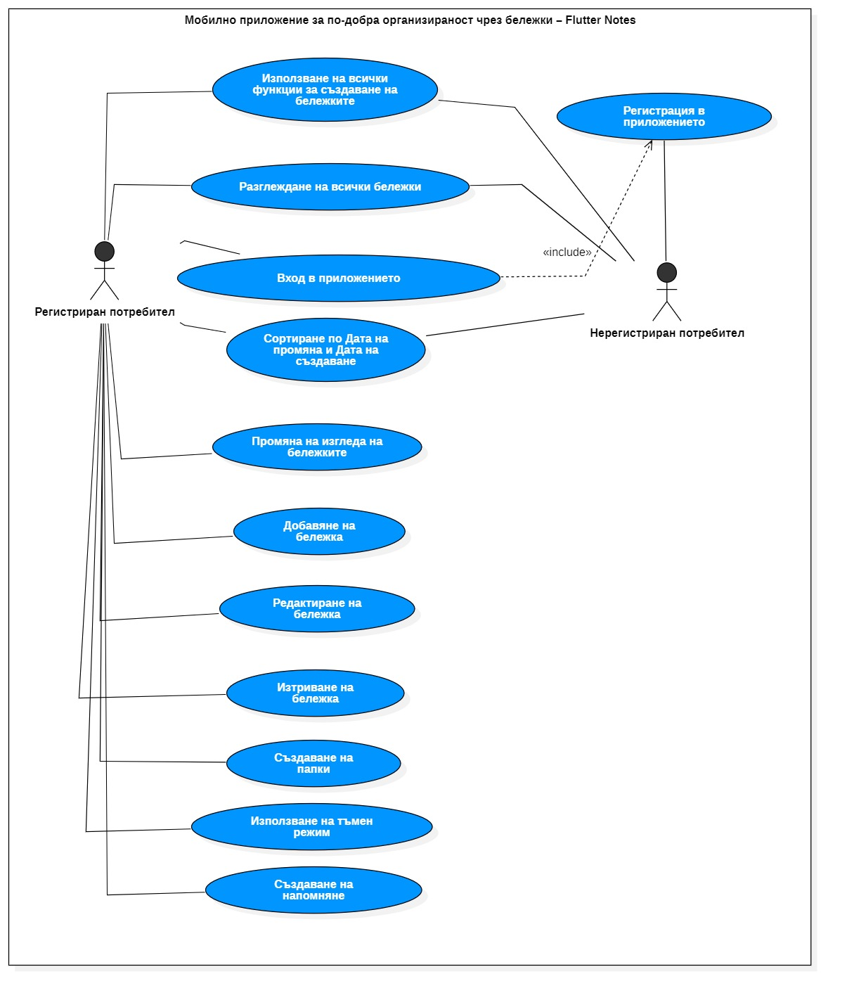 Мобилно приложение за по-добра организираност чрез бележки – Flutter Notes
Използване на всички
функции за създаване на
бележките
Регистрация в
приложението
Разглеждане на всички бележки
«include»
Вход в приложението
Регистриран потребител
Нерегистриран потребител
Сортиране по Дата на
промяна и Дата на
създаване
Промяна на изгледа на
бележките
Добавяне на
бележка
Редактиране на
бележка
Изтриване на
бележка
Създаване на
папки
Използване на тъмен
режим
Създаване на
напомняне